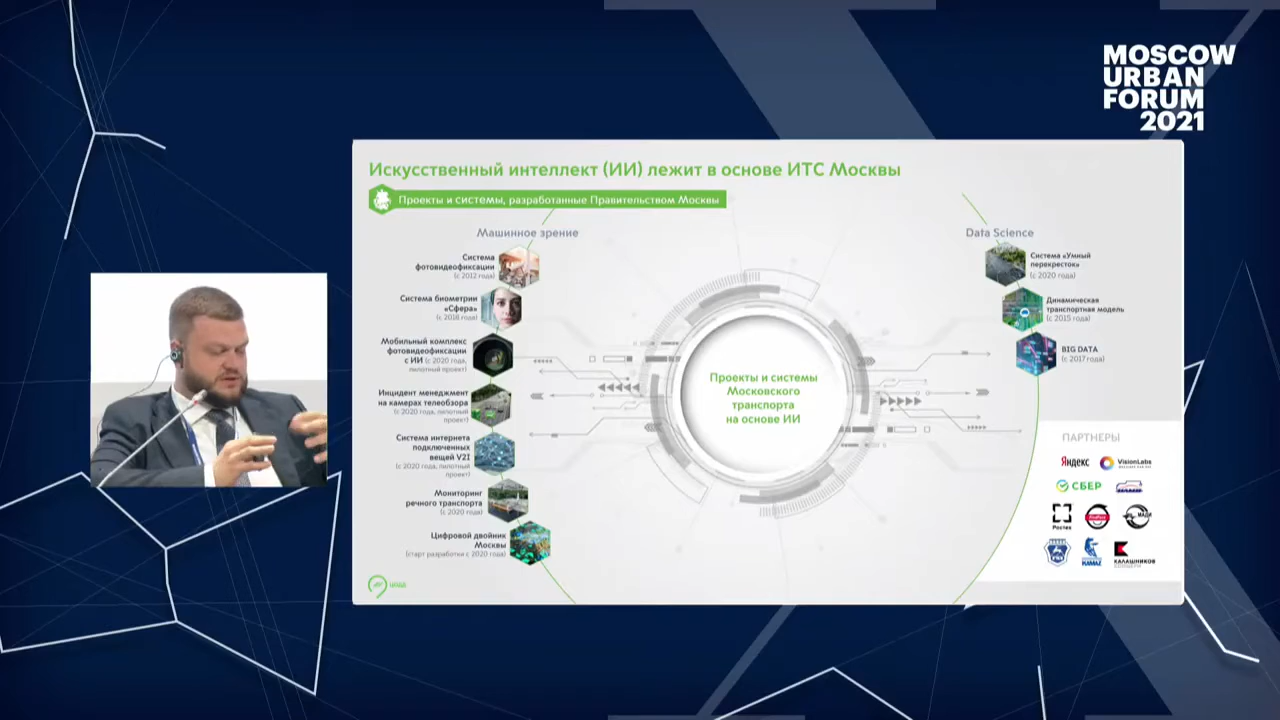 MOSCOW
URBAN
FORUM
2021
Искусственный интеллект (ИИ) лежит в основе ИТС Москвы
Проекты и системы, разработанные Правительством Москвы
Машинное зрение
Система
фотовидеофиксации
(с 2012 года)
Система биометрии
«Сфера»
(с 2018 года)
Мобильный комплекс
фотовидеофиксации
с ИИ (с 2020 года,
пилотный проект)
Инцидент менеджмент
на камерах телеобзора
(с 2020 года, пилотный
проект)
Система интернета
подключенных
вещей V2I
(с 2020 года, пилотный
проект)
Мониторинг
речного транспорта
(с 2020 года)
Цифровой двойник
Москвы
(старт разработки с 2020 года)
ЦОДД
Проекты и системы
Московского
транспорта
на основе ИИ
Data Science
Система «Умный
перекресток»
(с 2020 года)
Динамическая
транспортная модель
(с 2015 года)
BIG DATA
(с 2017 года)
ПАРТНЕРЫ
Яндекс VisionLabs
СБЕР
Ростех МАДИ
KAMAZ КАЛАШНИКОВ